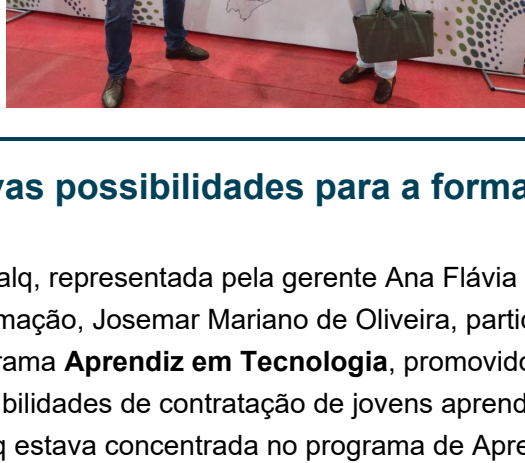 vas possibilidades para a forma
alq, representada pela gerente Ana Flávia
mação, Josemar Mariano de Oliveira, partic
rama Aprendiz em Tecnologia, promovido
bilidades de contratação de jovens aprend
q estava concentrada no programa de Apre